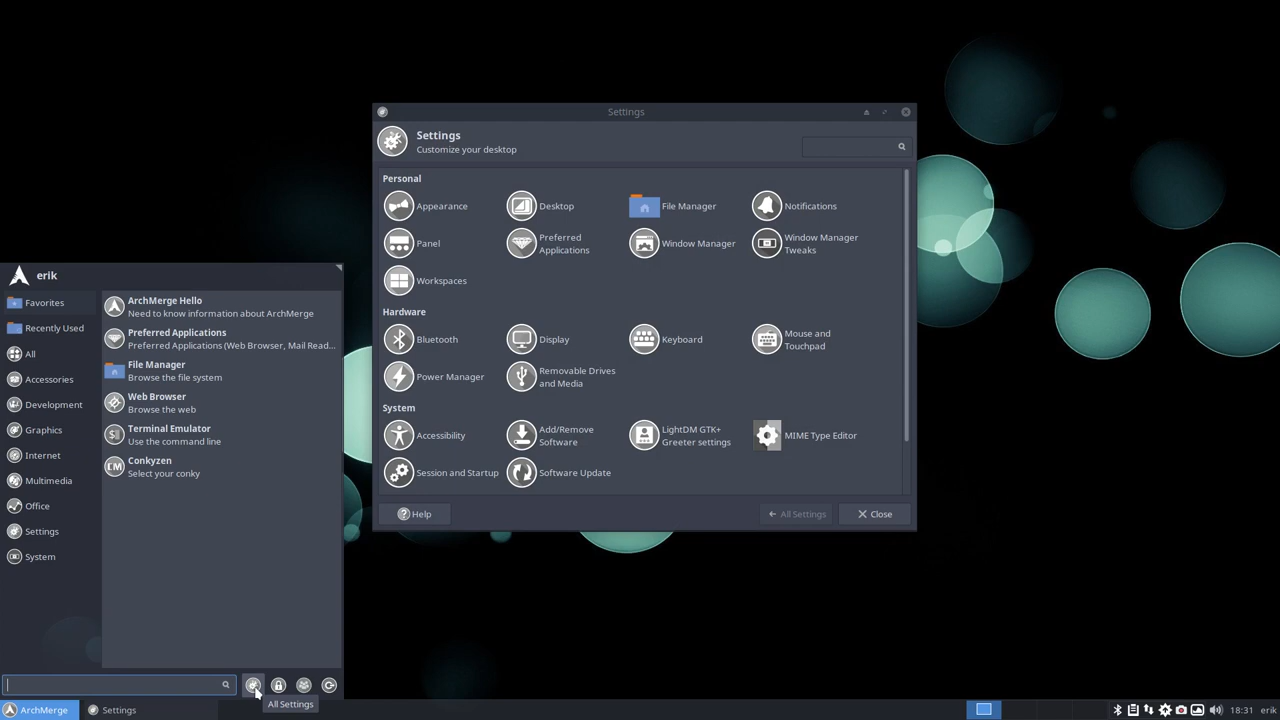 Settings
Settings
Customize your desktop
Personal
Appearance
Desktop
File Manager
Notifications
Panel
Preferred
Applications
Window Manager
Window Manager
Tweaks
Workspaces
Hardware
Bluetooth
Display
Keyboard
Mouse and
Touchpad
Power Manager
Removable Drives
and Media
System
Accessibility
Add/Remove
Software
LightDM GTK+
Greeter settings
MIME Type Editor
Session and Startup
Software Update
Help
All Settings
Close
erik
Favorites
Recently Used
All
Accessories
Development
Graphics
Internet
Multimedia
Office
Settings
System
ArchMerge Hello
Need to know information about ArchMerge
Preferred Applications
Preferred Applications (Web Browser, Mail Read...
File Manager
Browse the file system
Web Browser
Browse the web
Terminal Emulator
Use the command line
CM
Conkyzen
Select your conky
All Settings
ArchMerge
Settings
18:31
erik